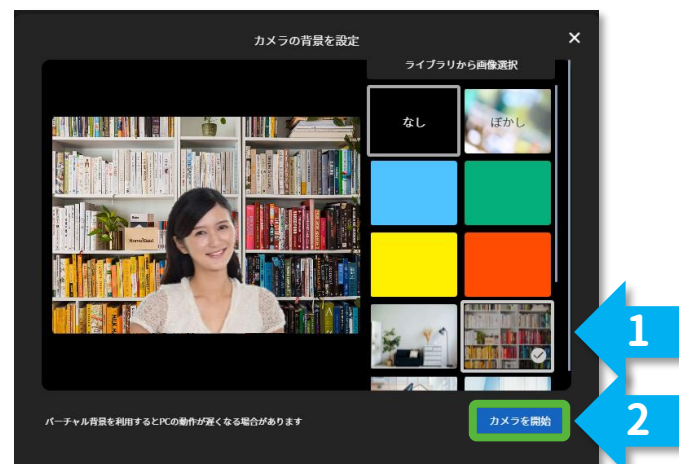 カメラの背景を設定
×
ライブラリから画像選択
なし
ぼかし
1
バーチャル背景を利用するとPCの動作が遅くなる場合があります
カメラを開始
2